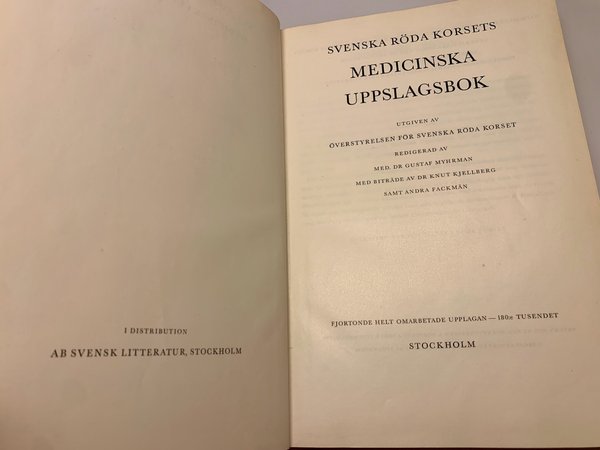 I DISTRIBUTION
AB SVENSK LITTERATUR, STOCKHOLM
SVENSKA RÖDA KORSETS
MEDICINSKA
UPPSLAGSBOK
UTGIVEN AV
ÖVERSTYRELSEN FÖR SVENSKA RÖDA KORSET
REDIGERAD AV
MED. DR GUSTAF MYHRMAN
MED BITRÄDE AV DR KNUT KJELLBERG
SAMT ANDRA FACKMÄN
FJORTONDE HELT OMARBETADE UPPLAGAN — 180:e TUSENDET
STOCKHOLM